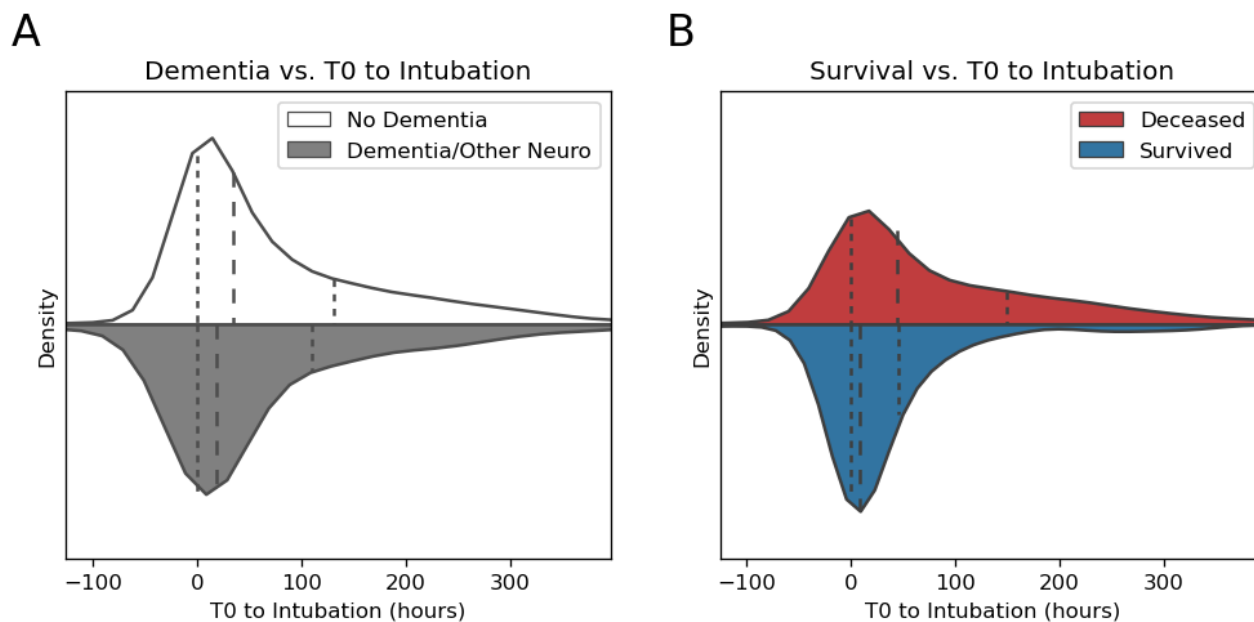 A
Dementia vs. T0 to Intubation
No Dementia
Dementia/Other Neuro
Density
−100
0
100
200
300
T0 to Intubation (hours)
B
Survival vs. T0 to Intubation
Deceased
Survived
Density
−100
0
100
200
300
T0 to Intubation (hours)